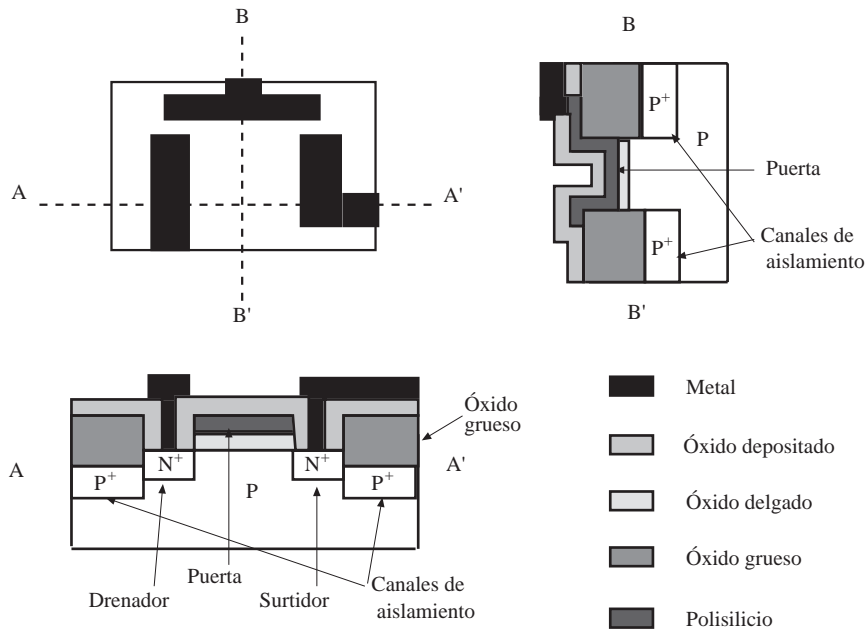 B
B
A
A'
B'
P+
P
Puerta
P+
Canales de
aislamiento
B'
Metal
Óxido
grueso
Óxido depositado
A
N+
N+
A'
P+
P
P+
Óxido delgado
Óxido grueso
Puerta
Canales de
aislamiento
Drenador
Surtidor
Polisilicio